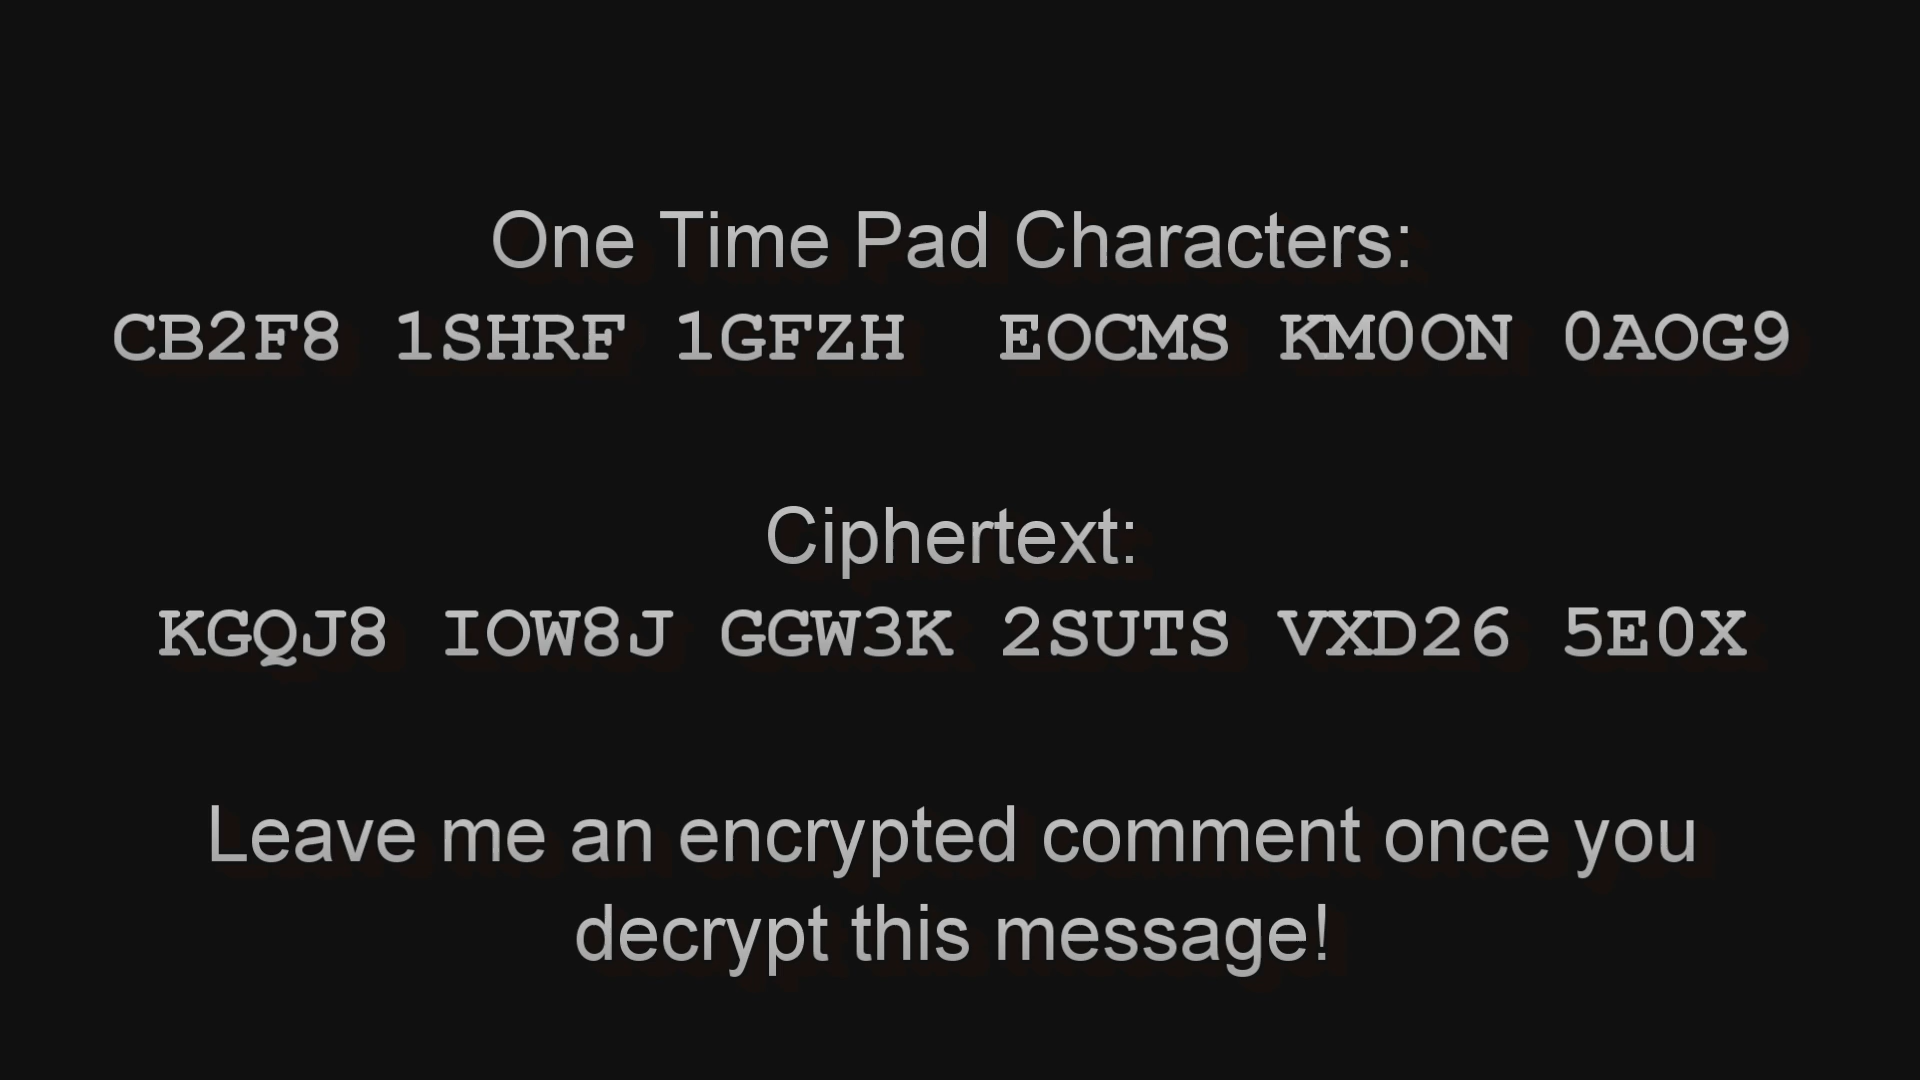 One Time Pad Characters:
CB2F8 1SHRF 1GFZH EOCMS KM0ON 0AOG9
Ciphertext:
KGQJ8 IOW8J GGW3K 2SUTS VXD26 5E0X
Leave me an encrypted comment once you
decrypt this message!